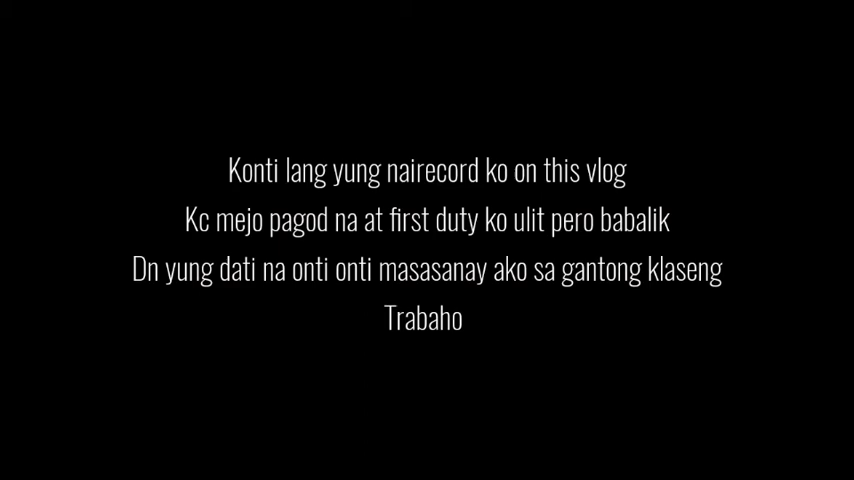 Konti lang yung nairecord ko on this vlog
Kc mejo pagod na at first duty ko ulit pero babalik
Dn yung dati na onti onti masasanay ako sa gantong klaseng
Trabaho